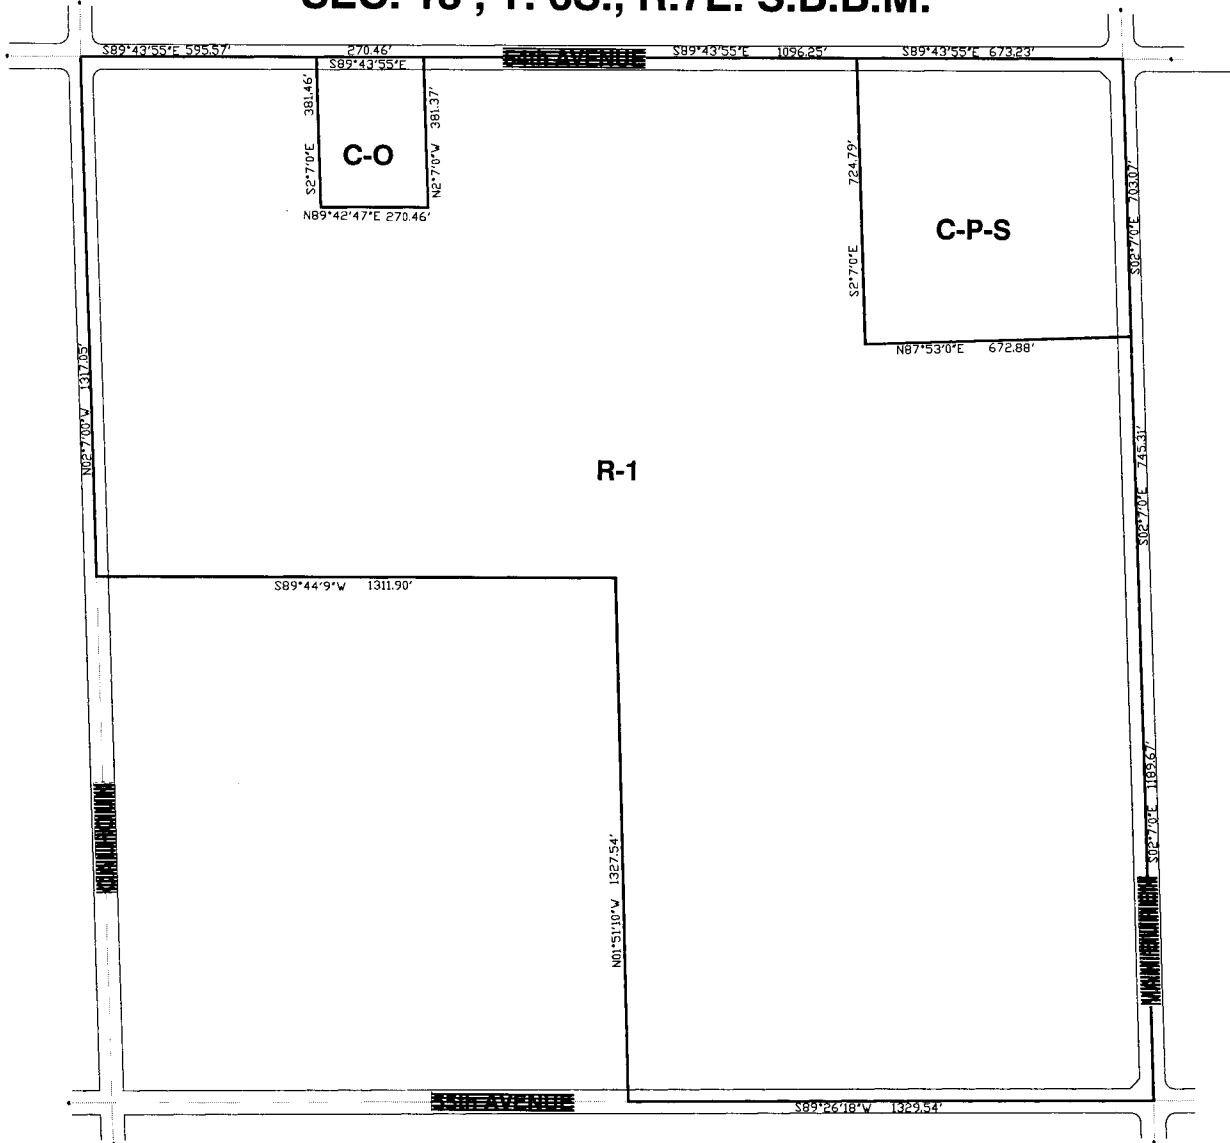 S89°43'55"E 595.57'
270.46'
S89°43'55"E
54th AVENUE
S89°43'55"E 1096.25'
S89°43'55"E 673.23'
S2°7'0"E 381.46'
N2°7'0"W 381.37'
C-O
N89°42'47"E 270.46'
S2°7'0"E 724.79'
C-P-S
S02°7'0"E 703.07'
N87°53'0"E 672.88'
N02°7'00"W 1317.05'
S02°7'0"E 745.31'
R-1
S89°44'9"W 1311.90'
N01°51'10"W 1327.54'
S02°7'0"E 1189.67'
55th AVENUE
S89°26'18"W 1329.54'